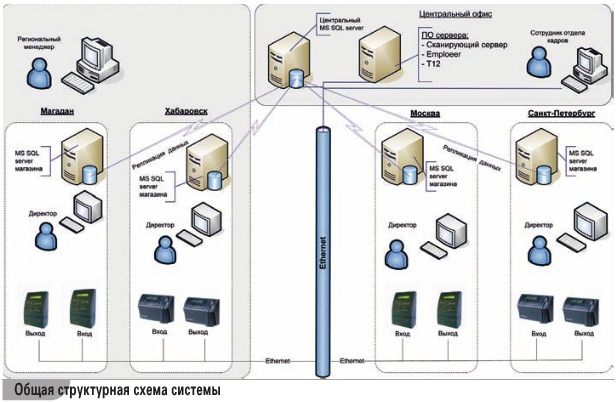 Региональный
менеджер
Центральный
MS SQL server
Центральный офис
ПО сервера:
- Сканирующий сервер
- Emploeer
- T12
Сотрудник отдела
кадров
Магадан
Хабаровск
Москва
Санкт-Петербург
MS SQL
server
магазина
Репликация данных
MS SQL
server
магазина
MS SQL
server
магазина
Репликация данных
MS SQL
server
магазина
Директор
Директор
Директор
Директор
Ethernet
Выход
Вход
Вход
Выход
Вход
Выход
Вход
Выход
Ethernet
Ethernet
Общая структурная схема системы